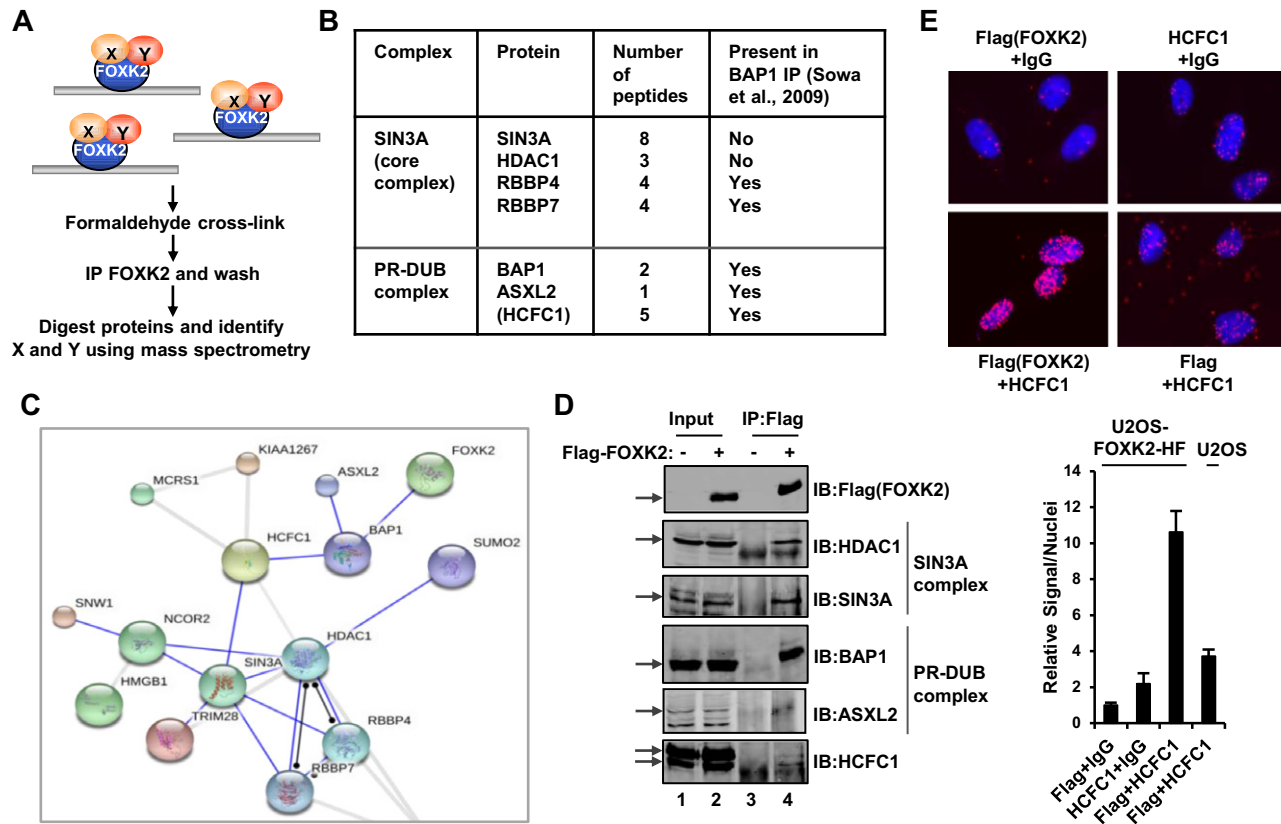 A
X Y
FOXK2
X Y
FOXK2
X Y
FOXK2
Formaldehyde cross-link
IP FOXK2 and wash
Digest proteins and identify
X and Y using mass spectrometry
B
Complex Protein Number of peptides Present in BAP1 IP (Sowa et al., 2009)
SIN3A (core complex) SIN3A 8 No
HDAC1 3 No
RBBP4 4 Yes
RBBP7 4 Yes
PR-DUB complex BAP1 2 Yes
ASXL2 1 Yes
(HCFC1) 5 Yes
C
KIAA1267
FOXK2
MCRS1
ASXL2
HCFC1
BAP1
SUMO2
SNW1
NCOR2
HDAC1
SIN3A
HMGB1
TRIM28
RBBP4
RBBP7
D
Input IP:Flag
Flag-FOXK2: - + - +
IB:Flag(FOXK2)
IB:HDAC1
IB:SIN3A
SIN3A
complex
IB:BAP1
IB:ASXL2
PR-DUB
complex
IB:HCFC1
1 2 3 4
E
Flag(FOXK2)
+IgG
HCFC1
+IgG
Flag(FOXK2)
+HCFC1
Flag
+HCFC1
U2OS-
FOXK2-HF
U2OS
Relative Signal/Nuclei
14
12
10
8
6
4
2
0
Flag+IgG
HCFC1+IgG
Flag+HCFC1
Flag+HCFC1